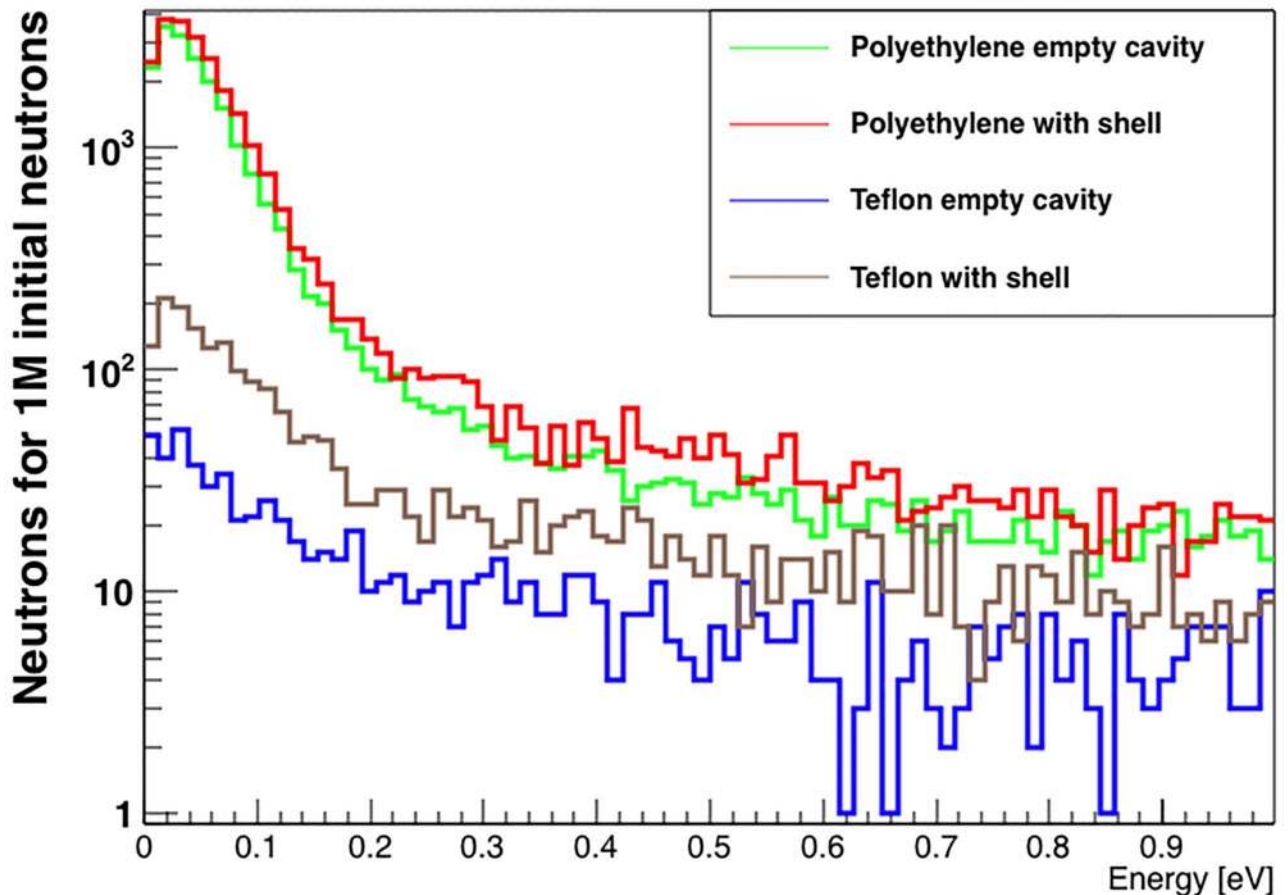 Neutrons for 1M initial neutrons
Polyethylene empty cavity
Polyethylene with shell
Teflon empty cavity
Teflon with shell
10³
10²
10
1
0 0.1 0.2 0.3 0.4 0.5 0.6 0.7 0.8 0.9
Energy [eV]